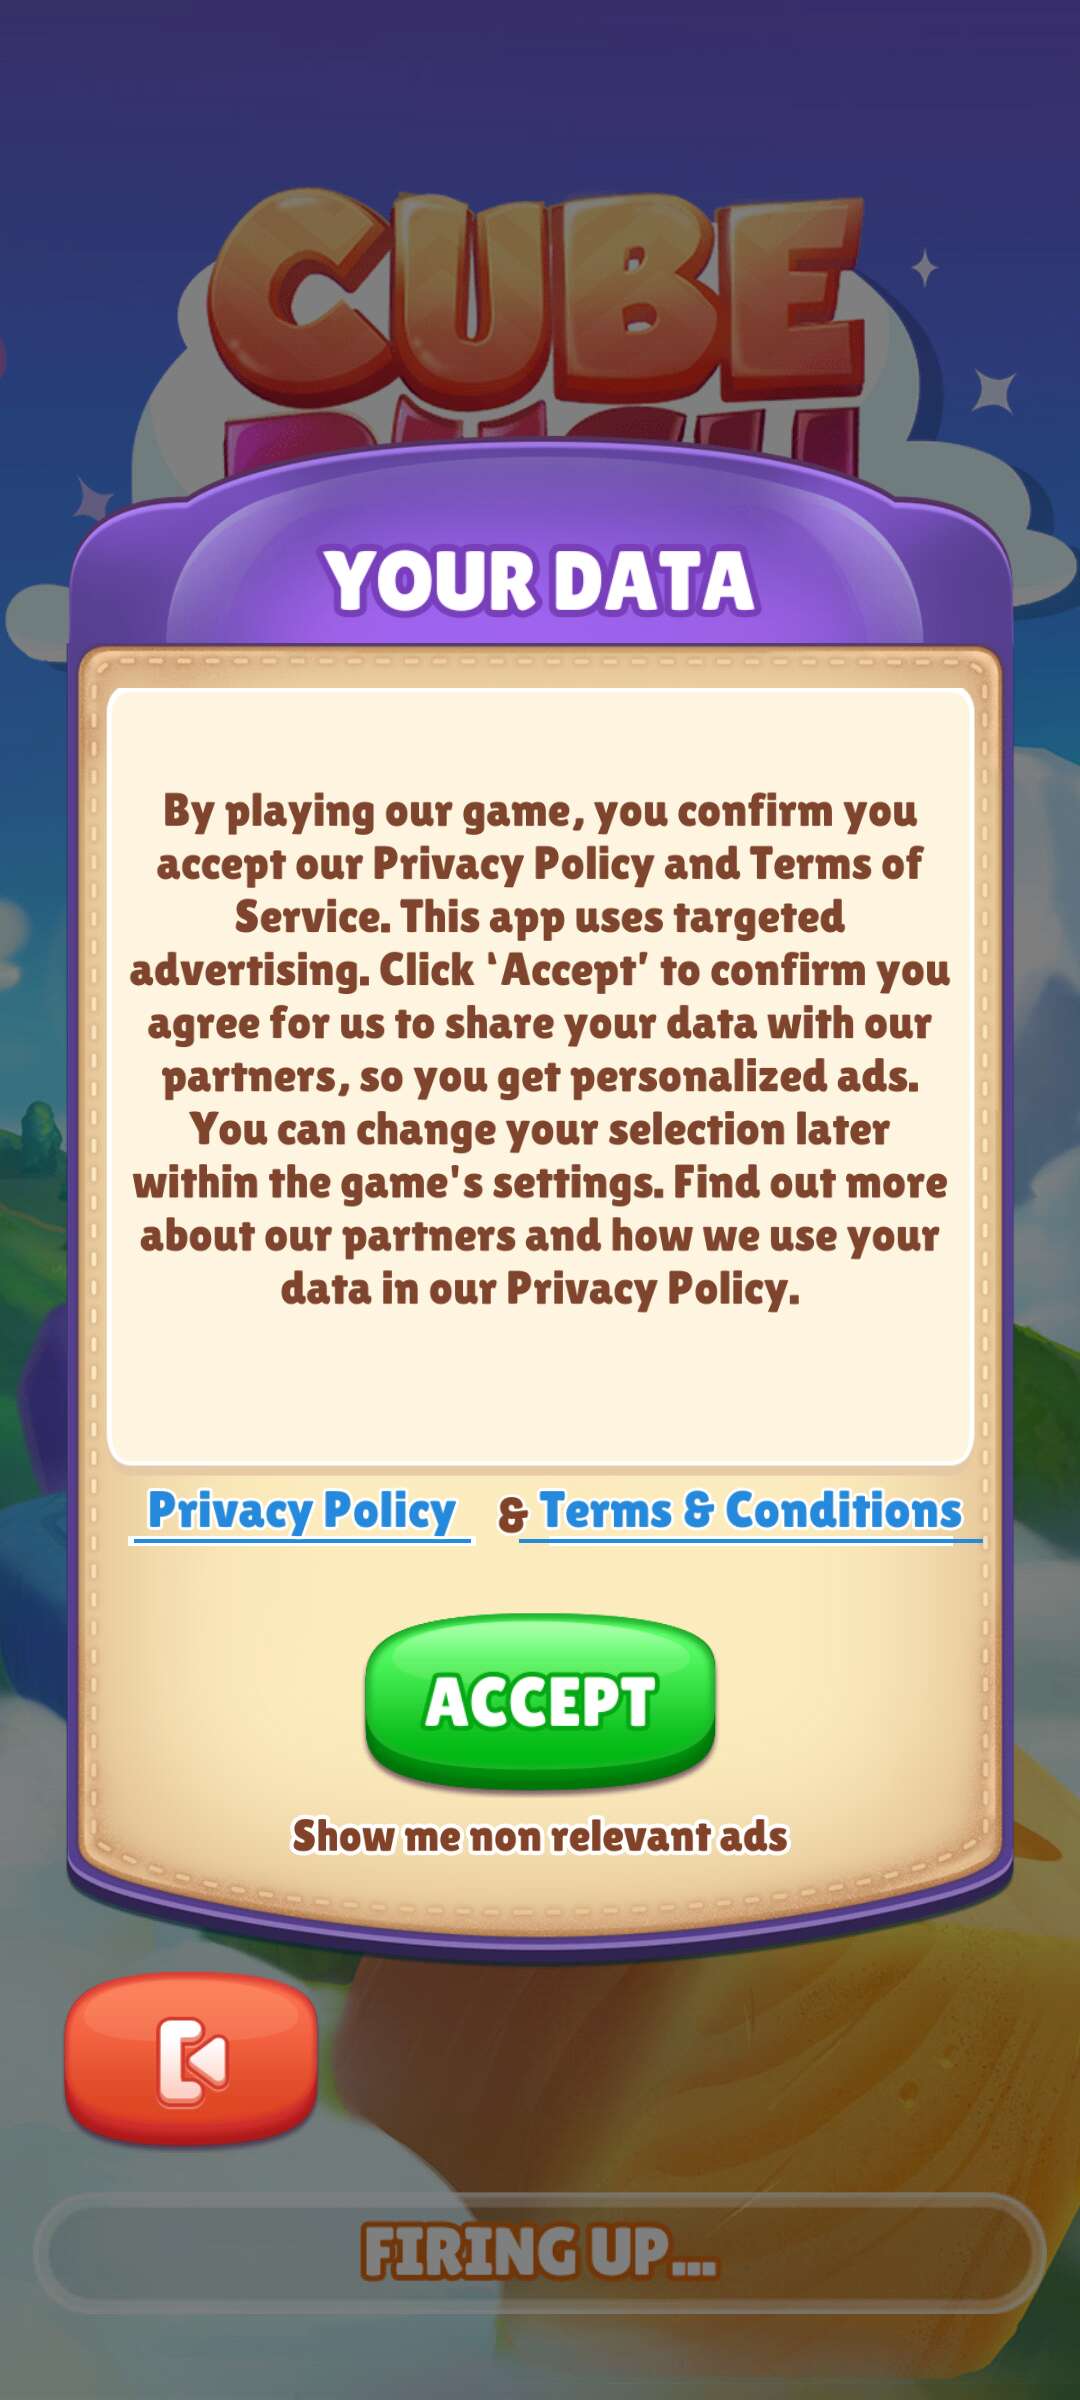 CUBE
YOUR DATA
By playing our game, you confirm you
accept our Privacy Policy and Terms of
Service. This app uses targeted
advertising. Click ‘Accept’ to confirm you
agree for us to share your data with our
partners, so you get personalized ads.
You can change your selection later
within the game's settings. Find out more
about our partners and how we use your
data in our Privacy Policy.
Privacy Policy & Terms & Conditions
ACCEPT
Show me non relevant ads
FIRING UP...